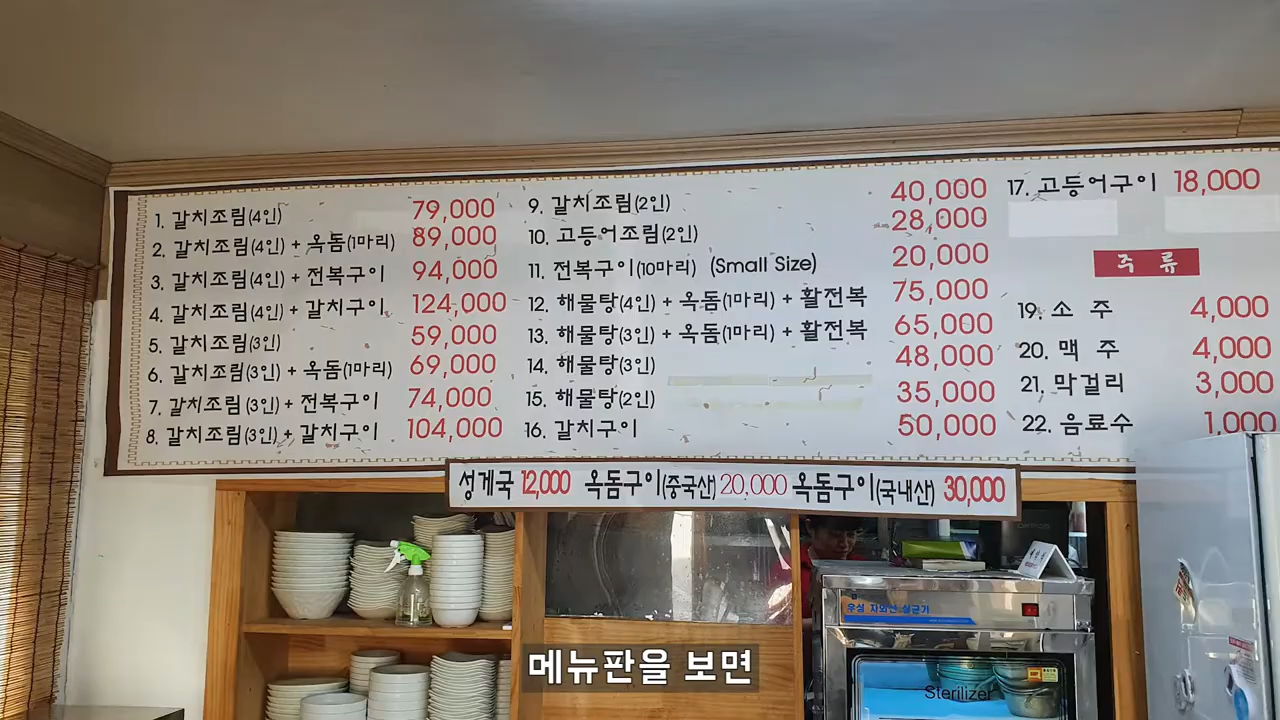 1. 갈치조림(4인) 79,000
2. 갈치조림(4인) + 옥돔(1마리) 89,000
3. 갈치조림(4인) + 전복구이 94,000
4. 갈치조림(4인) + 갈치구이 124,000
5. 갈치조림(3인) 59,000
6. 갈치조림(3인) + 옥돔(1마리) 69,000
7. 갈치조림(3인) + 전복구이 74,000
8. 갈치조림(3인) + 갈치구이 104,000
9. 갈치조림(2인) 40,000
10. 고등어조림(2인) 28,000
11. 전복구이(10마리) (Small Size) 20,000
12. 해물탕(4인) + 옥돔(1마리) + 활전복 75,000
13. 해물탕(3인) + 옥돔(1마리) + 활전복 65,000
14. 해물탕(3인) 48,000
15. 해물탕(2인) 35,000
16. 갈치구이 50,000
17. 고등어구이 18,000
주 류
19. 소 주 4,000
20. 맥 주 4,000
21. 막걸리 3,000
22. 음료수 1,000
성게국 12,000 옥돔구이(중국산) 20,000 옥돔구이(국내산) 30,000
우성 자외선 살균기
Sterilizer
메뉴판을 보면